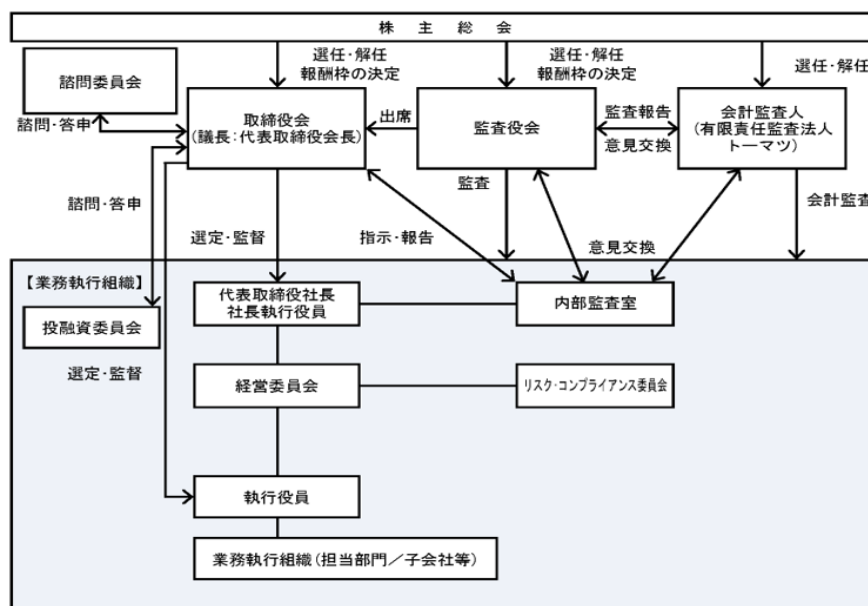 株主総会
選任・解任
報酬枠の決定
選任・解任
報酬枠の決定
選任・解任
諮問委員会
諮問・答申
取締役会
(議長:代表取締役会長)
出席
監査役会
監査報告
意見交換
会計監査人
(有限責任監査法人
トーマツ)
諮問・答申
選定・監督
指示・報告
監査
意見交換
会計監査
【業務執行組織】
投融資委員会
代表取締役社長
社長執行役員
内部監査室
選定・監督
経営委員会
リスク・コンプライアンス委員会
執行役員
業務執行組織(担当部門/子会社等)